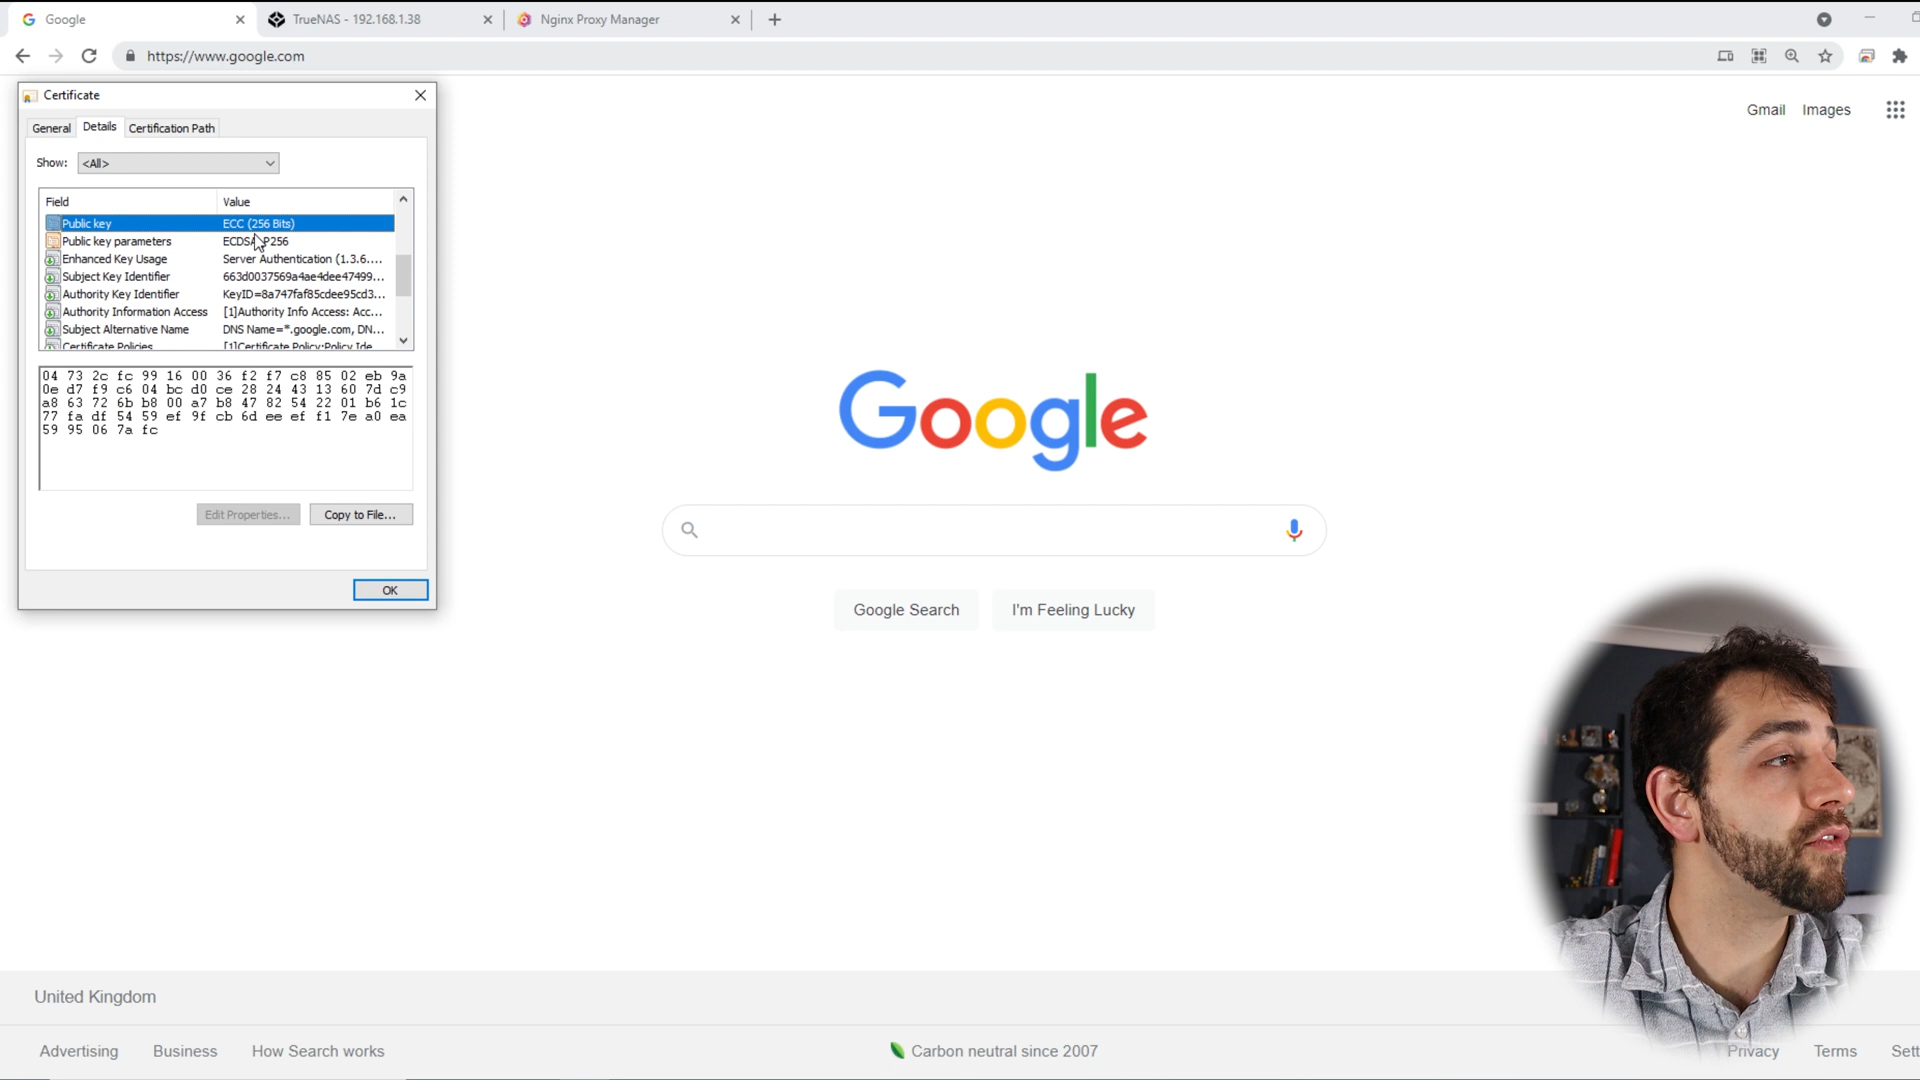 Google
TrueNAS - 192.168.1.38
Nginx Proxy Manager
https://www.google.com
Certificate
General
Details
Certification Path
Gmail
Images
Show:
<All>
Field
Value
Public key
ECC (256 Bits)
Public key parameters
Enhanced Key Usage
Server Authentication (1.3.6....
Subject Key Identifier
663d0037569a4ae4dee47499...
Authority Key Identifier
KeyID=8a747faf85cdee95cd3...
Authority Information Access
[1]Authority Info Access: Acc...
Subject Alternative Name
DNS Name=*.google.com, DN...
Certificate Policies
[1]Certificate Policy:Policy Ide...
04 73 2c fc 99 16 00 36 f2 f7 c8 85 02 eb 9a
0e d7 f9 c6 04 bc d0 ce 28 24 43 13 60 7d c9
a8 63 72 6b b8 00 a7 b8 47 82 54 22 01 b6 1c
77 fa df 54 59 ef 9f cb 6d ee ef f1 7e a0 ea
59 95 06 7a fc
Edit Properties...
Copy to File...
OK
Google
Google Search
I'm Feeling Lucky
United Kingdom
Advertising
Business
How Search works
Carbon neutral since 2007
Privacy
Terms
Sett